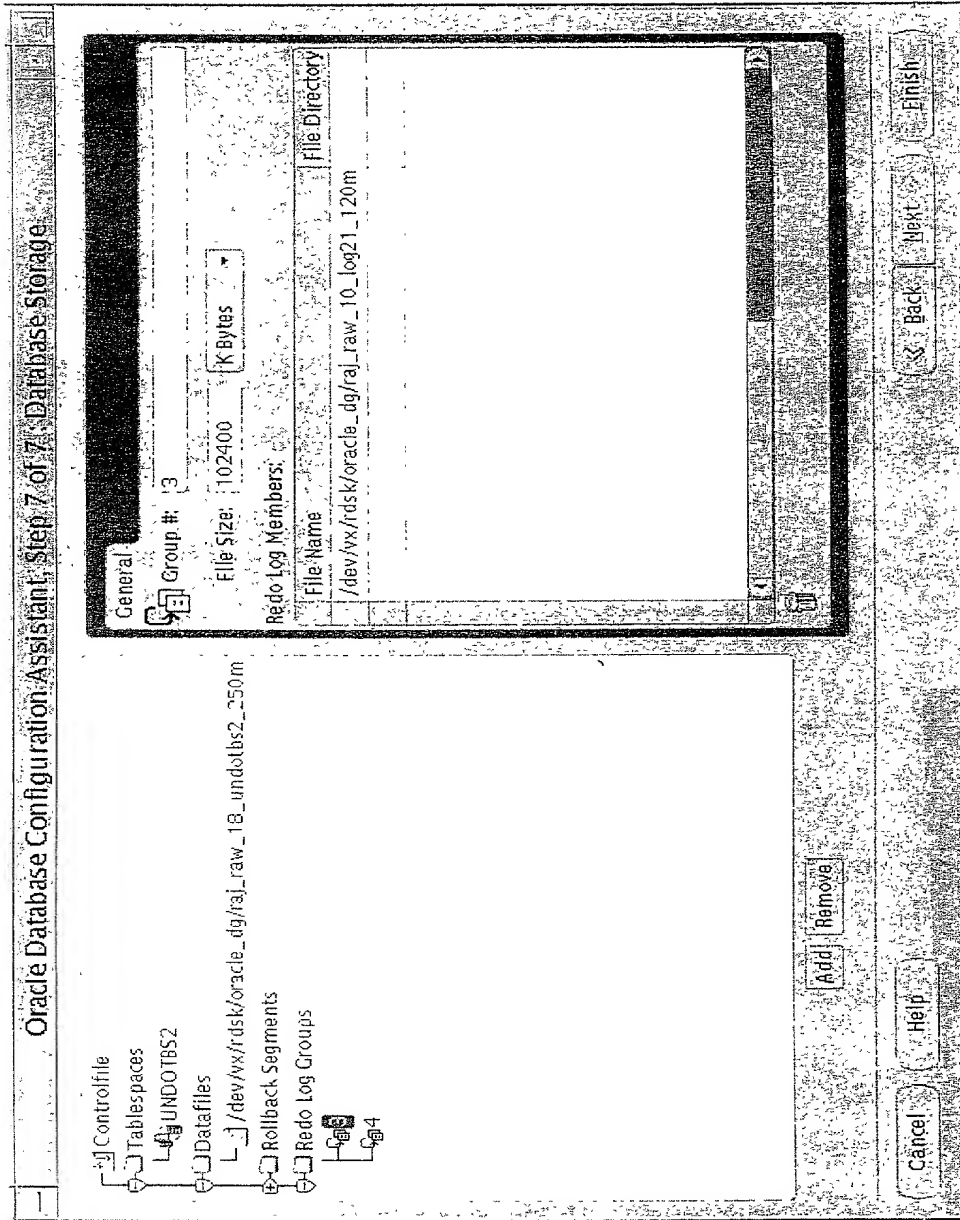 Oracle Database Configuration Assistant, Step 7 of 7 : Database Storage
Controlfile
Tablespaces
UNDOTBS2
Datafiles
/dev/vx/rdsk/oracle_dg/raj_raw_18_undotbs2_250m
Rollback Segments
Redo Log Groups
3
4
General
Group #: 3
File Size: 102400 K Bytes
Redo Log Members:
File Name File Directory
/dev/vx/rdsk/oracle_dg/raj_raw_10_log21_120m
Add Remove
Cancel Help Back Next Finish